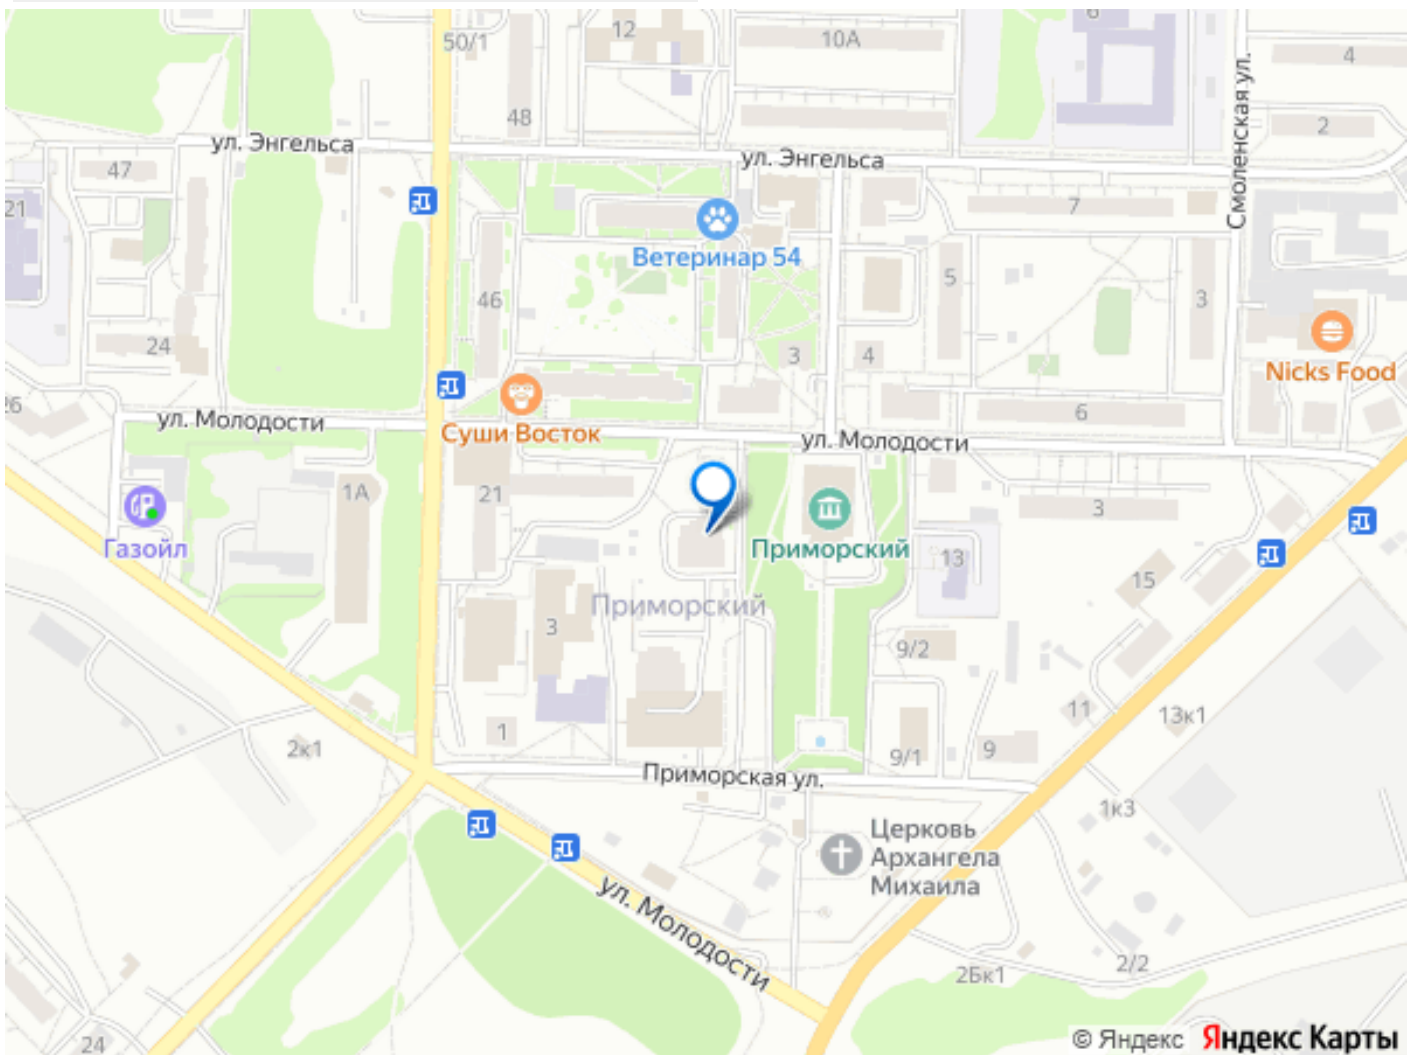 50/1
12
10А
6
4
48
2
ул. Энгельса
ул. Энгельса
Смоленская ул.
47
21
7
Ветеринар 54
5
46
3
Nicks Food
24
3
4
26
6
ул. Молодости
Суши Восток
ул. Молодости
1А
21
3
Газойл
Приморский
13
15
Приморский
3
9/2
11
13к1
2к1
1
9/1
9
Приморская ул.
1к3
Церковь
Архангела
Михаила
ул. Молодости
2Бк1
2/2
24
© Яндекс Яндекс Карты